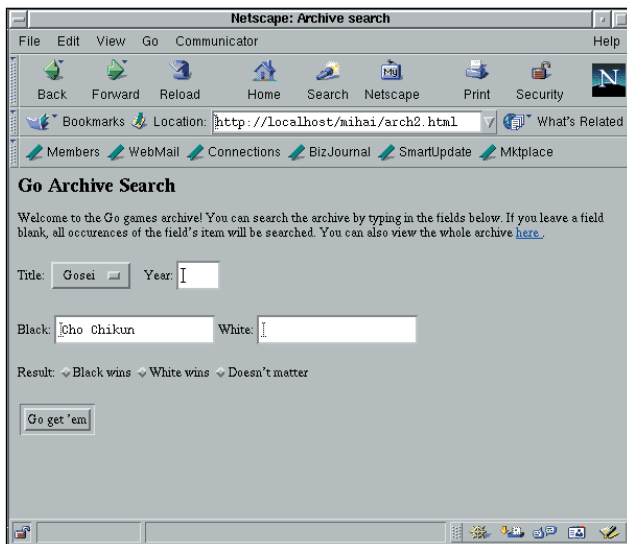 Netscape: Archive search
File Edit View Go Communicator Help
Back Forward Reload Home Search Netscape Print Security
My
N
Bookmarks Location: http://localhost/mihai/arch2.html What's Related
Members WebMail Connections BizJournal SmartUpdate Mktplace
Go Archive Search
Welcome to the Go games archive! You can search the archive by typing in the fields below. If you leave a field
blank, all occurences of the field's item will be searched. You can also view the whole archive here .
Title: Gosei Year:
Black: Cho Chikun White:
Result: Black wins White wins Doesn't matter
Go get 'em